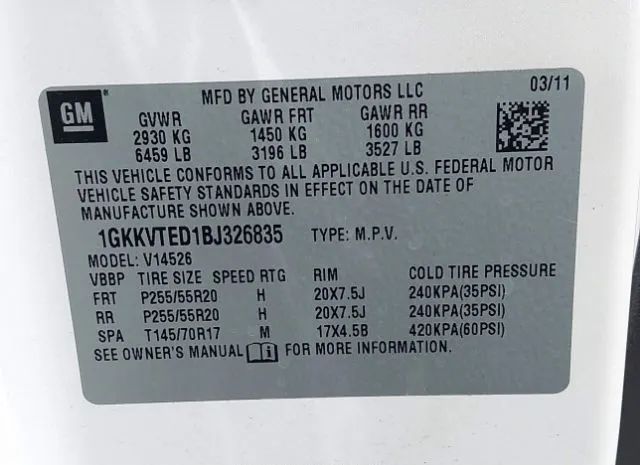 GM
MFD BY GENERAL MOTORS LLC 03/11
GVWR GAWR FRT GAWR RR
2930 KG 1450 KG 1600 KG
6459 LB 3196 LB 3527 LB
THIS VEHICLE CONFORMS TO ALL APPLICABLE U.S. FEDERAL MOTOR
VEHICLE SAFETY STANDARDS IN EFFECT ON THE DATE OF
MANUFACTURE SHOWN ABOVE.
1GKKVTED1BJ326835 TYPE: M.P.V.
MODEL: V14526
VBBP TIRE SIZE SPEED RTG RIM COLD TIRE PRESSURE
FRT P255/55R20 H 20X7.5J 240KPA(35PSI)
RR P255/55R20 H 20X7.5J 240KPA(35PSI)
SPA T145/70R17 M 17X4.5B 420KPA(60PSI)
SEE OWNER'S MANUAL FOR MORE INFORMATION.